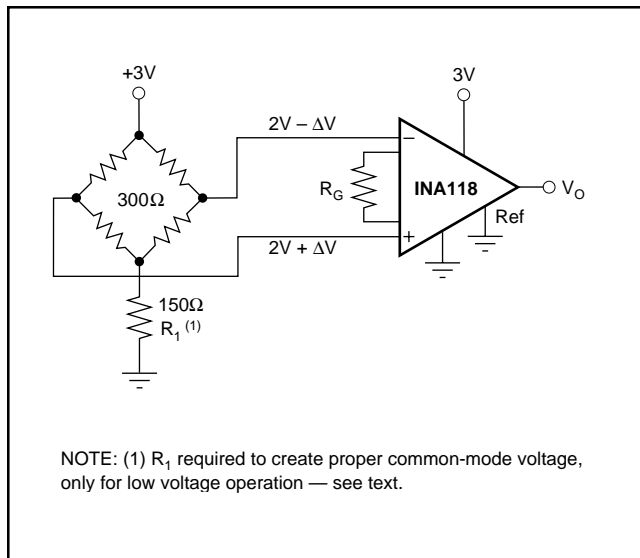 +3V
3V
2V – ΔV
–
300Ω
R_G
INA118
V_O
Ref
+
2V + ΔV
150Ω
R_1 (1)
NOTE: (1) R_1 required to create proper common-mode voltage,
only for low voltage operation — see text.